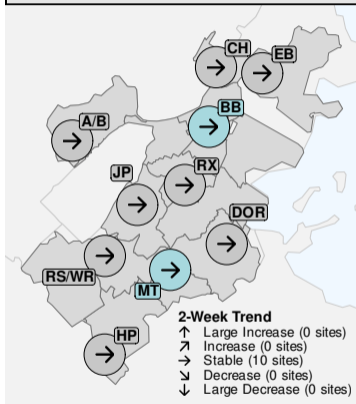 CH
EB
BB
A/B
RX
JP
DOR
RS/WR
MT
HP
2-Week Trend
↑ Large Increase (0 sites)
↗ Increase (0 sites)
→ Stable (10 sites)
↘ Decrease (0 sites)
↓ Large Decrease (0 sites)